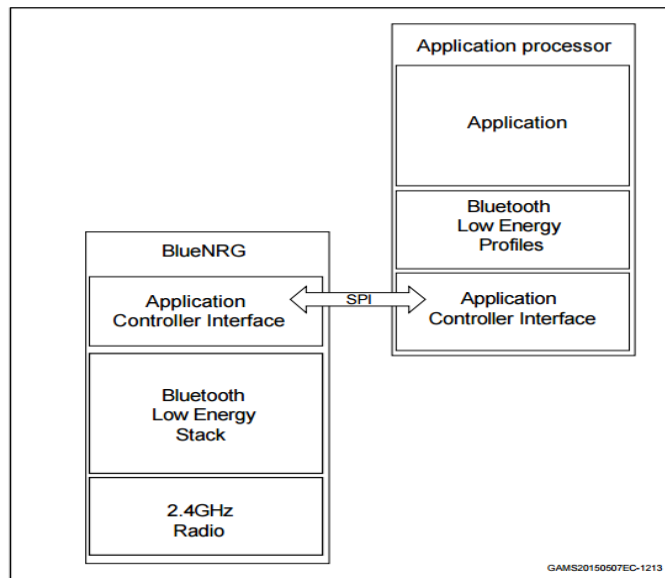 Application processor
Application
Bluetooth
Low Energy
Profiles
Application
Controller Interface
BlueNRG
Application
Controller Interface
SPI
Bluetooth
Low Energy
Stack
2.4GHz
Radio
GAMS20150507EC-1213